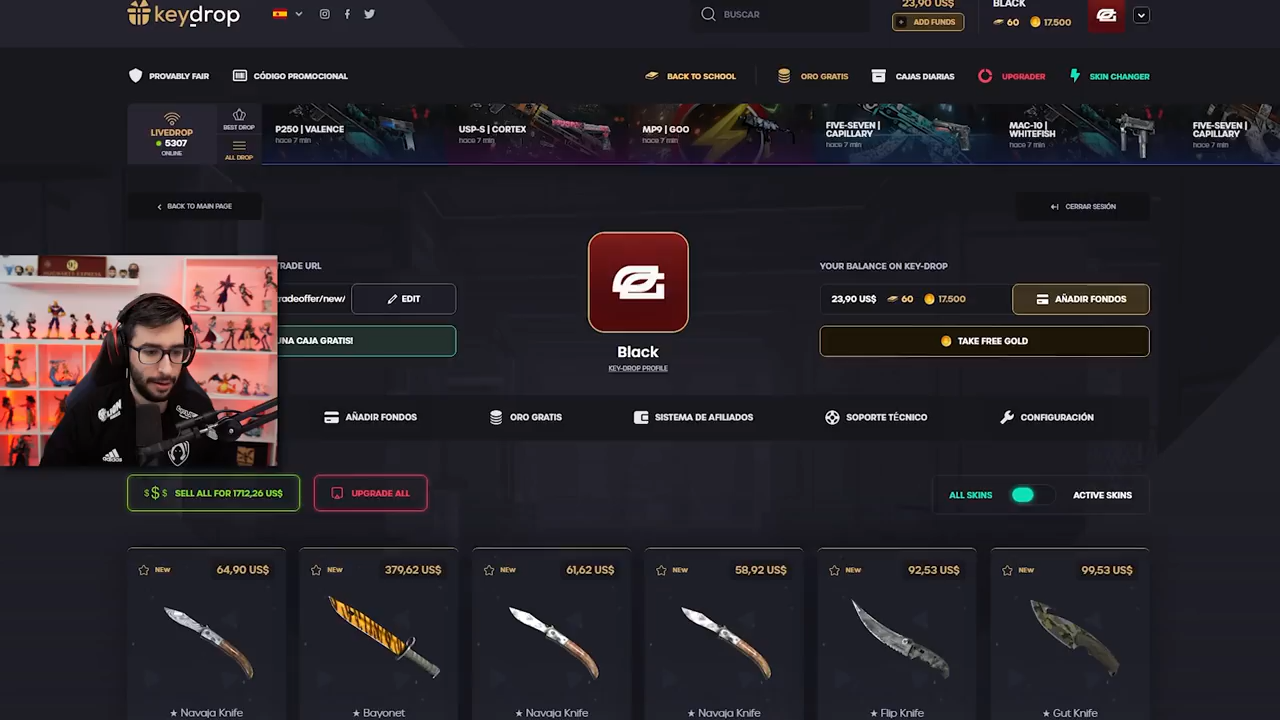 keydrop
BUSCAR
23,90 US$
ADD FUNDS
BLACK
60 17.500
PROVABLY FAIR
CÓDIGO PROMOCIONAL
BACK TO SCHOOL
ORO GRATIS
CAJAS DIARIAS
UPGRADER
SKIN CHANGER
LIVEDROP
5307
ONLINE
BEST DROP
ALL DROP
P250 | VALENCE
hace 7 min
USP-S | CORTEX
hace 7 min
MP9 | GOO
hace 7 min
FIVE-SEVEN |
CAPILLARY
hace 7 min
MAC-10 |
WHITEFISH
hace 7 min
FIVE-SEVEN |
CAPILLARY
hace 7 min
BACK TO MAIN PAGE
CERRAR SESIÓN
TRADE URL
YOUR BALANCE ON KEY-DROP
tradeoffer/new/
EDIT
23,90 US$ 60 17.500
AÑADIR FONDOS
UNA CAJA GRATIS!
TAKE FREE GOLD
HOGWARTS EXPRESS
Black
KEY-DROP PROFILE
AÑADIR FONDOS
ORO GRATIS
SISTEMA DE AFILIADOS
SOPORTE TÉCNICO
CONFIGURACIÓN
adidas
$ $ $ SELL ALL FOR 1712,26 US$
UPGRADE ALL
ALL SKINS
ACTIVE SKINS
NEW 64,90 US$
NEW 379,62 US$
NEW 61,62 US$
NEW 58,92 US$
NEW 92,53 US$
NEW 99,53 US$
★ Navaja Knife
★ Bayonet
★ Navaja Knife
★ Navaja Knife
★ Flip Knife
★ Gut Knife